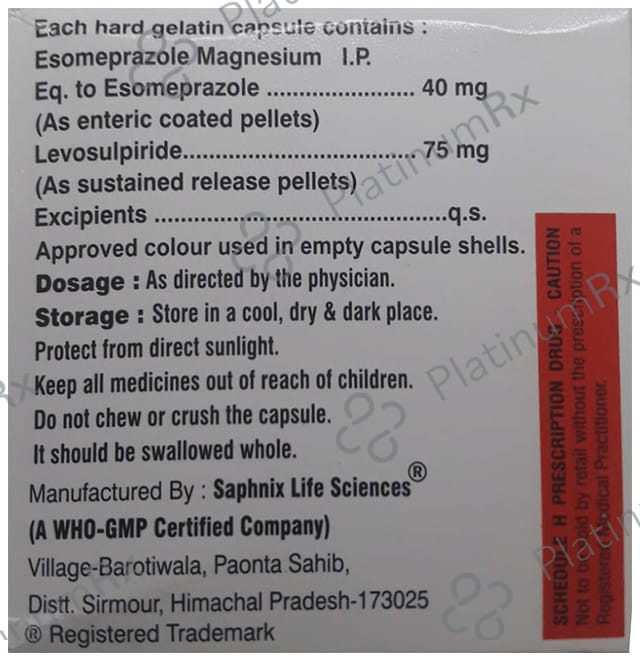 Each hard gelatin capsule contains :
Esomeprazole Magnesium I.P.
Eq. to Esomeprazole ....................... 40 mg
(As enteric coated pellets)
Levosulpiride.................................... 75 mg
(As sustained release pellets)
Excipients .............................................q.s.
Approved colour used in empty capsule shells.
Dosage : As directed by the physician.
Storage : Store in a cool, dry & dark place.
Protect from direct sunlight.
Keep all medicines out of reach of children.
Do not chew or crush the capsule.
It should be swallowed whole.
Manufactured By : Saphnix Life Sciences®
(A WHO-GMP Certified Company)
Village-Barotiwala, Paonta Sahib,
Distt. Sirmour, Himachal Pradesh-173025
® Registered Trademark
SCHEDULE H PRESCRIPTION DRUG CAUTION
Not to be sold by retail without the prescription of a
Registered Medical Practitioner.
PlatinumRx
PlatinumRx